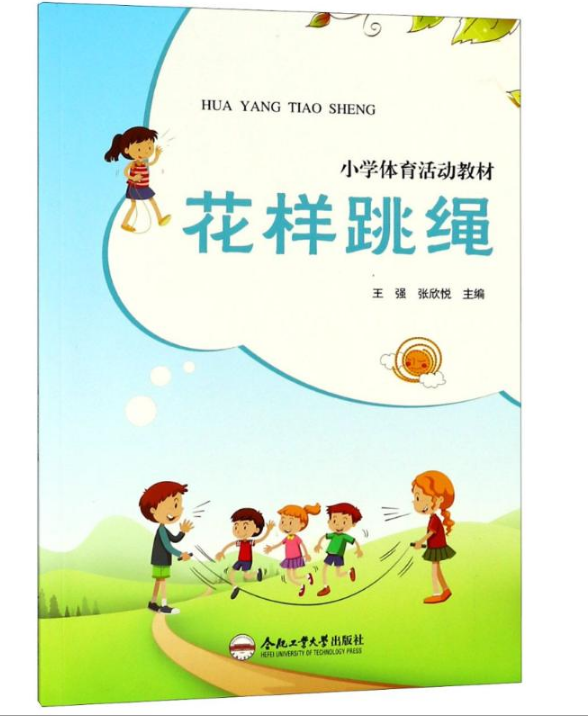 HUA YANG TIAO SHENG
小学体育活动教材
花样跳绳
王 强 张欣悦 主编
合肥工业大学出版社
HEFEI UNIVERSITY OF TECHNOLOGY PRESS